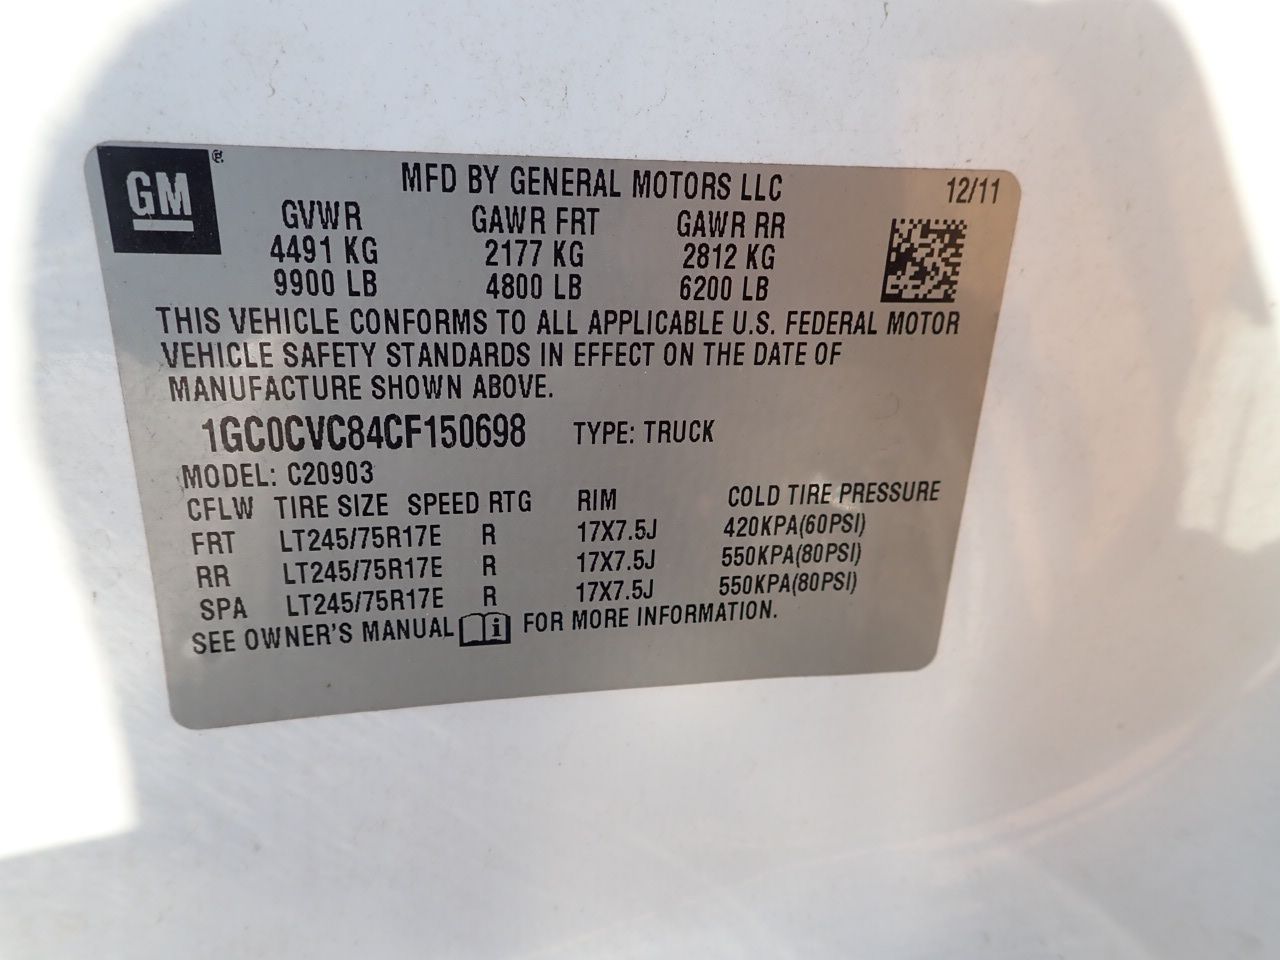 GM ®
MFD BY GENERAL MOTORS LLC 12/11
GVWR GAWR FRT GAWR RR
4491 KG 2177 KG 2812 KG
9900 LB 4800 LB 6200 LB
THIS VEHICLE CONFORMS TO ALL APPLICABLE U.S. FEDERAL MOTOR
VEHICLE SAFETY STANDARDS IN EFFECT ON THE DATE OF
MANUFACTURE SHOWN ABOVE.
1GC0CVC84CF150698 TYPE: TRUCK
MODEL: C20903
CFLW TIRE SIZE SPEED RTG RIM COLD TIRE PRESSURE
FRT LT245/75R17E R 17X7.5J 420KPA(60PSI)
RR LT245/75R17E R 17X7.5J 550KPA(80PSI)
SPA LT245/75R17E R 17X7.5J 550KPA(80PSI)
SEE OWNER'S MANUAL i FOR MORE INFORMATION.